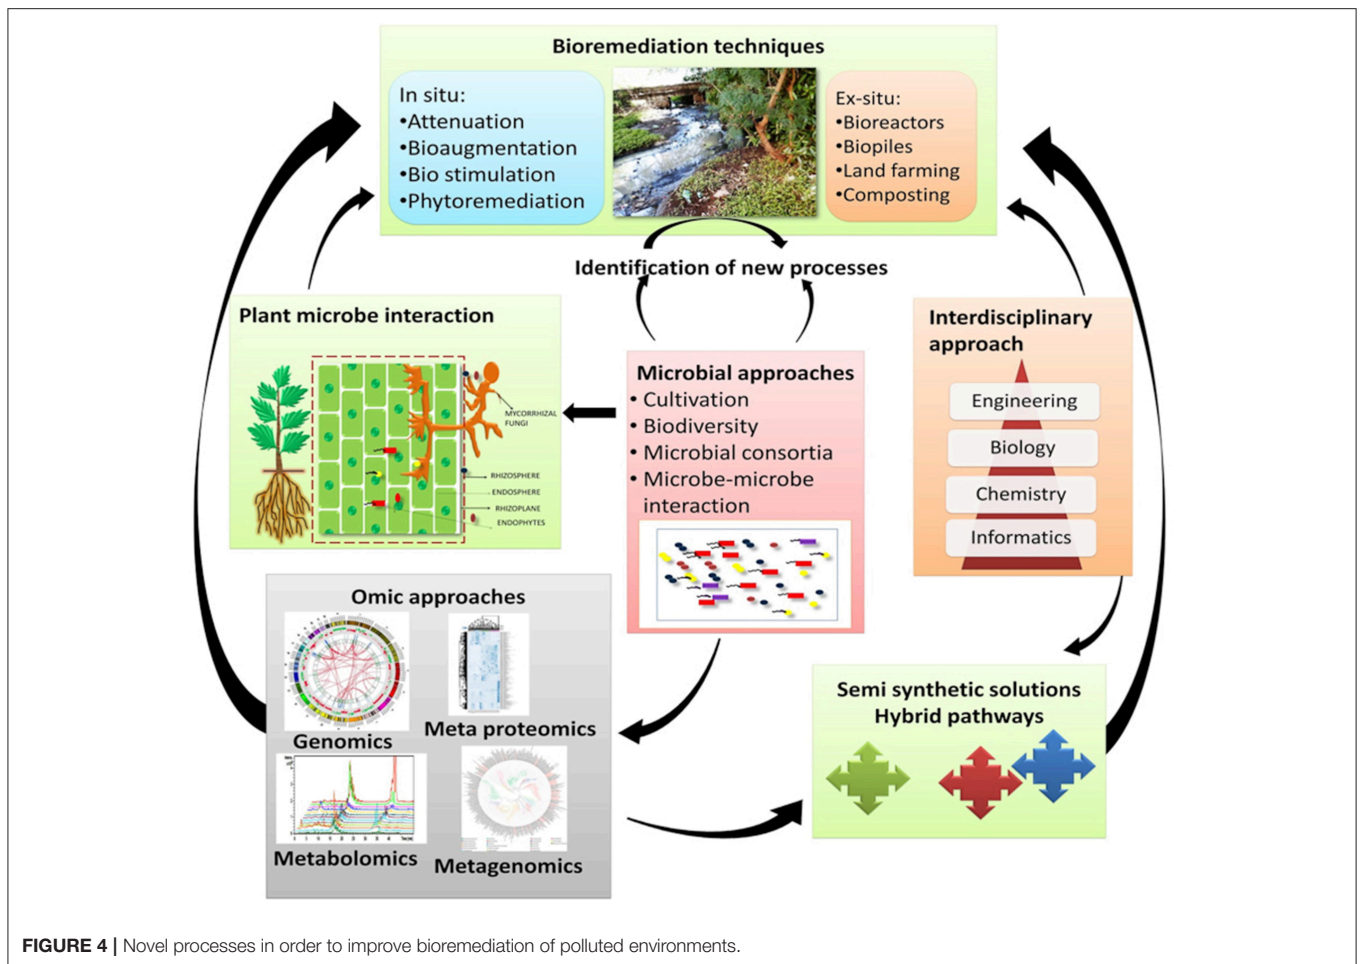 Bioremediation techniques
In situ:
•Attenuation
•Bioaugmentation
•Bio stimulation
•Phytoremediation
Ex-situ:
•Bioreactors
•Biopiles
•Land farming
•Composting
Identification of new processes
Plant microbe interaction
MYCORRHIZAL
FUNGI
RHIZOSPHERE
ENDOSPHERE
RHIZOPLANE
ENDOPHYTES
Microbial approaches
• Cultivation
• Biodiversity
• Microbial consortia
• Microbe-microbe
interaction
Interdisciplinary
approach
Engineering
Biology
Chemistry
Informatics
Omic approaches
Genomics
Meta proteomics
Metabolomics
Metagenomics
Semi synthetic solutions
Hybrid pathways
FIGURE 4 | Novel processes in order to improve bioremediation of polluted environments.